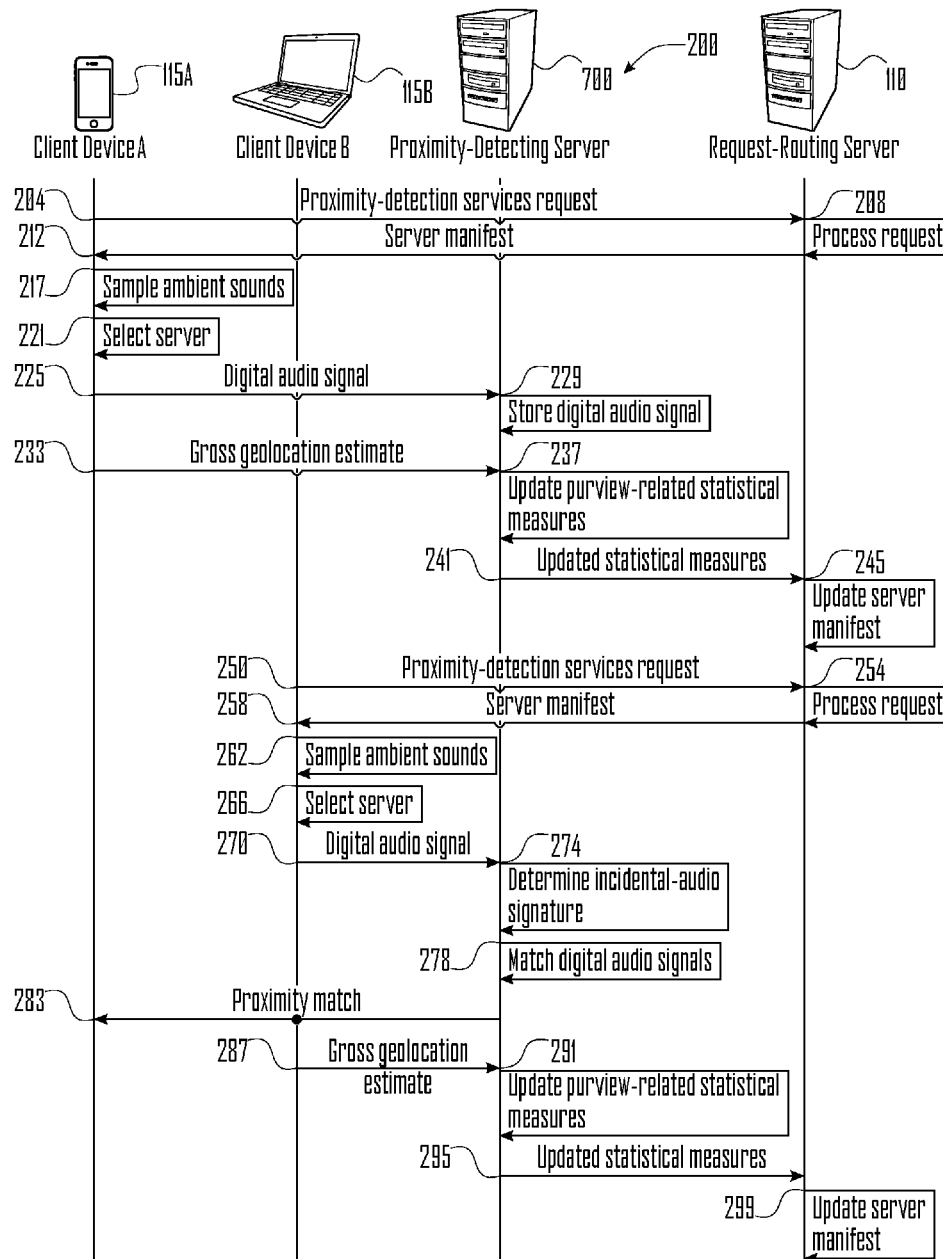 115A
115B
700
200
110
Client Device A
Client Device B
Proximity-Detecting Server
Request-Routing Server
204
Proximity-detection services request
208
212
Server manifest
Process request
217
Sample ambient sounds
221
Select server
225
Digital audio signal
229
Store digital audio signal
233
Gross geolocation estimate
237
Update purview-related statistical
measures
241
Updated statistical measures
245
Update server
manifest
250
Proximity-detection services request
254
258
Server manifest
Process request
262
Sample ambient sounds
266
Select server
270
Digital audio signal
274
Determine incidental-audio
signature
278
Match digital audio signals
283
Proximity match
287
Gross geolocation
estimate
291
Update purview-related statistical
measures
295
Updated statistical measures
299
Update server
manifest